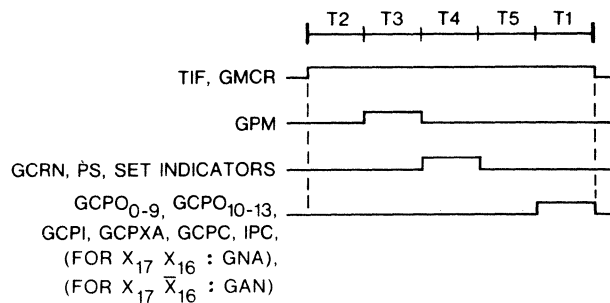 T2 T3 T4 T5 T1
TIF, GMCR
GPM
GCRN, PS, SET INDICATORS
GCPO0-9, GCPO10-13,
GCPI, GCPXA, GCPC, IPC,
(FOR X17 X16 : GNA),
(FOR X17 X̅16 : GAN)